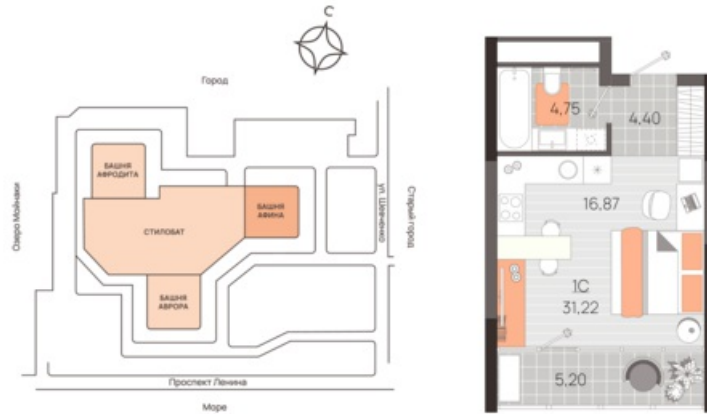 С
Город
БАШНЯ
АФРОДИТА
БАШНЯ
АФИНА
СТИЛОБАТ
БАШНЯ
АВРОРА
Озеро Мойнаки
ул. Шевченко
Старый город
Проспект Ленина
Море
4,75
4,40
16,87
1С
31,22
5,20